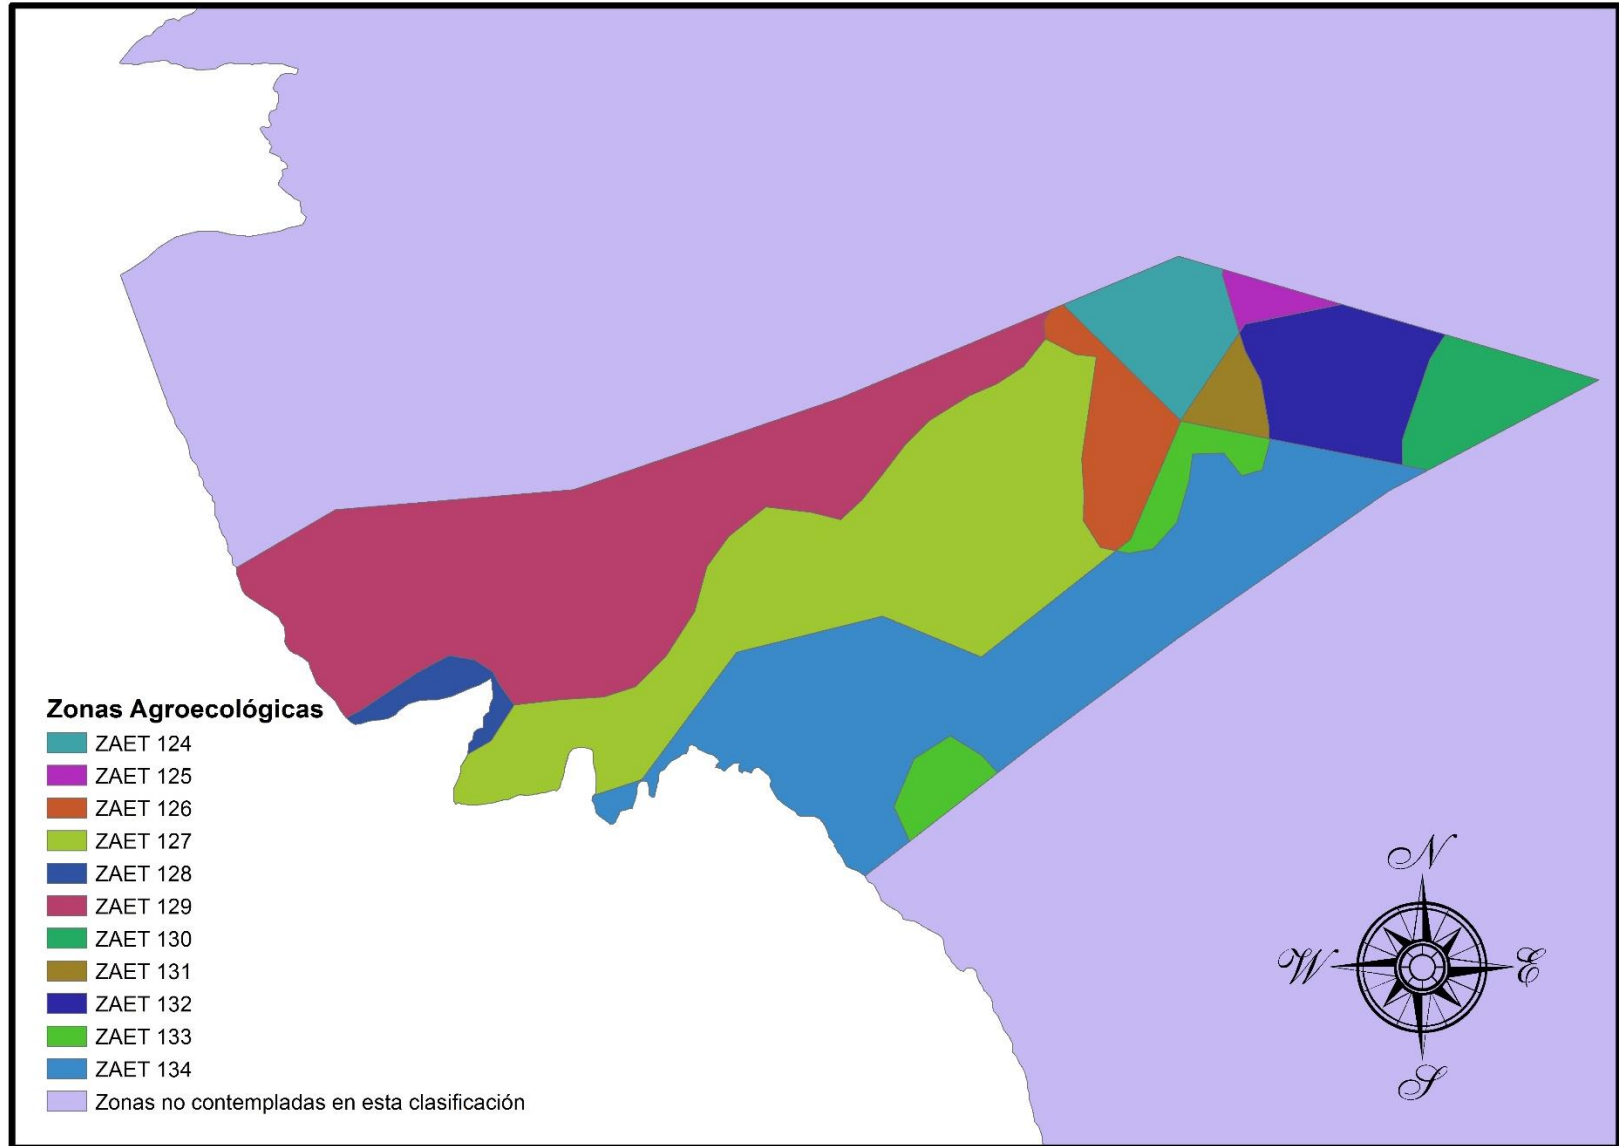 Zonas Agroecológicas
ZAET 124
ZAET 125
ZAET 126
ZAET 127
ZAET 128
ZAET 129
ZAET 130
ZAET 131
ZAET 132
ZAET 133
ZAET 134
Zonas no contempladas en esta clasificación
N
W E
S